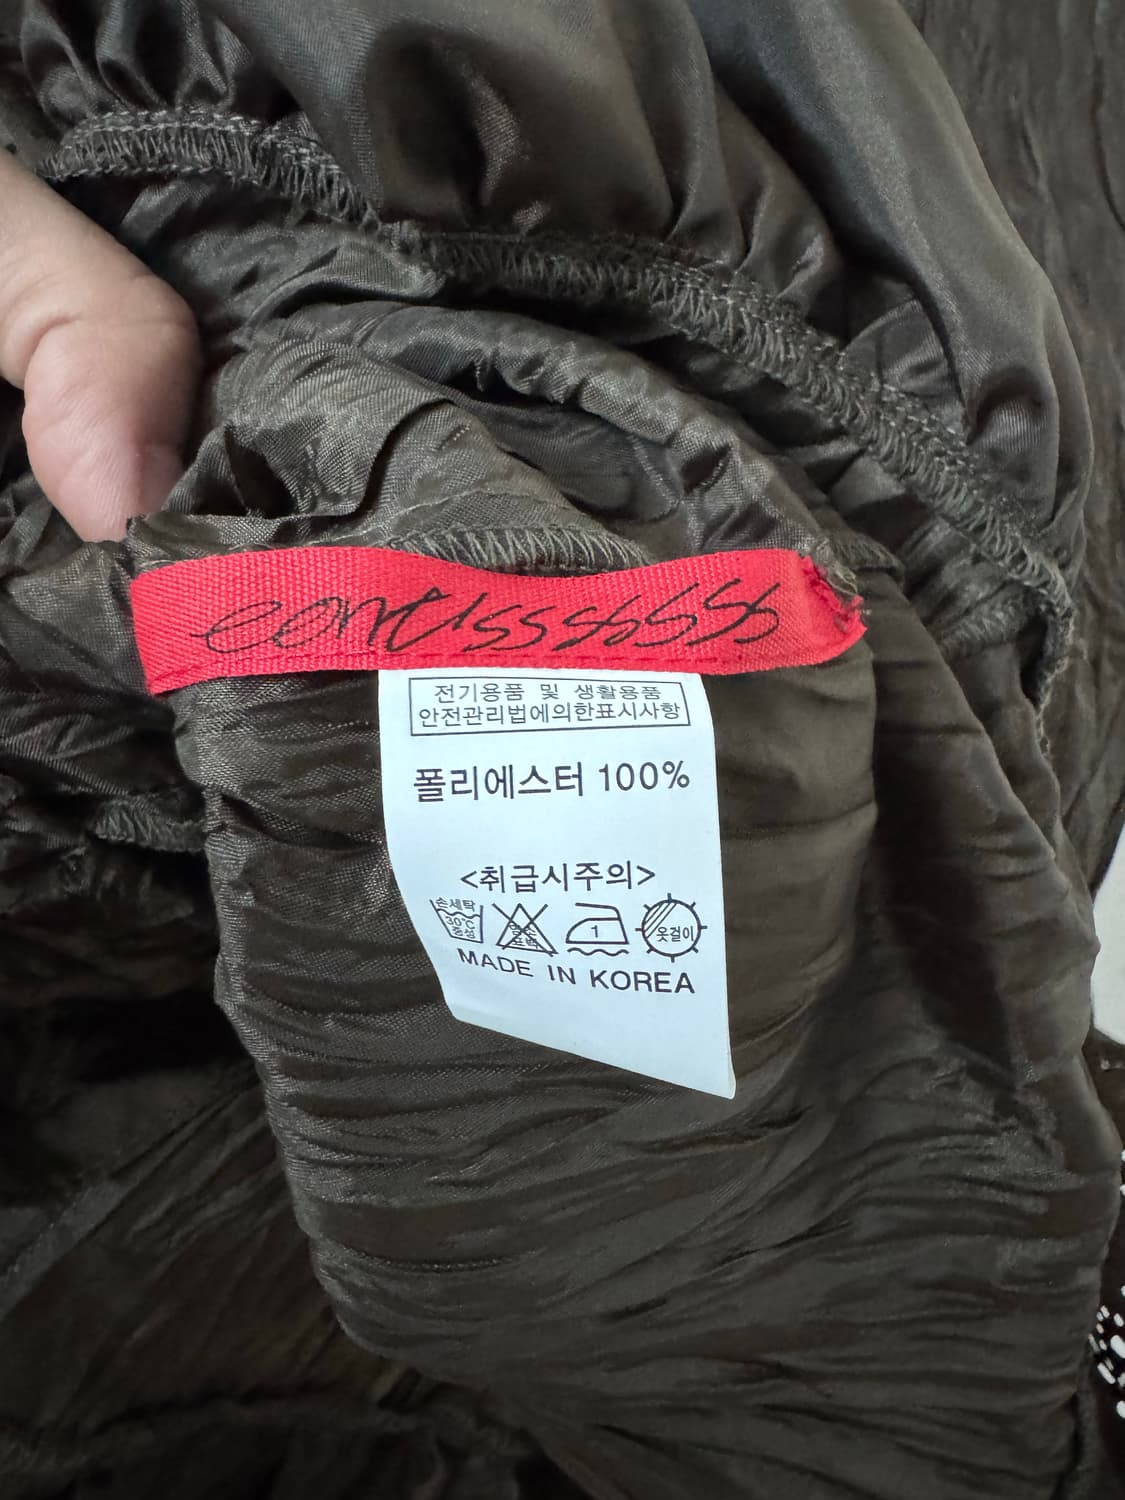 전기용품 및 생활용품
안전관리법에의한표시사항
폴리에스터 100%
<취급시주의>
손세탁
30℃
중성
1
옷걸이
MADE IN KOREA